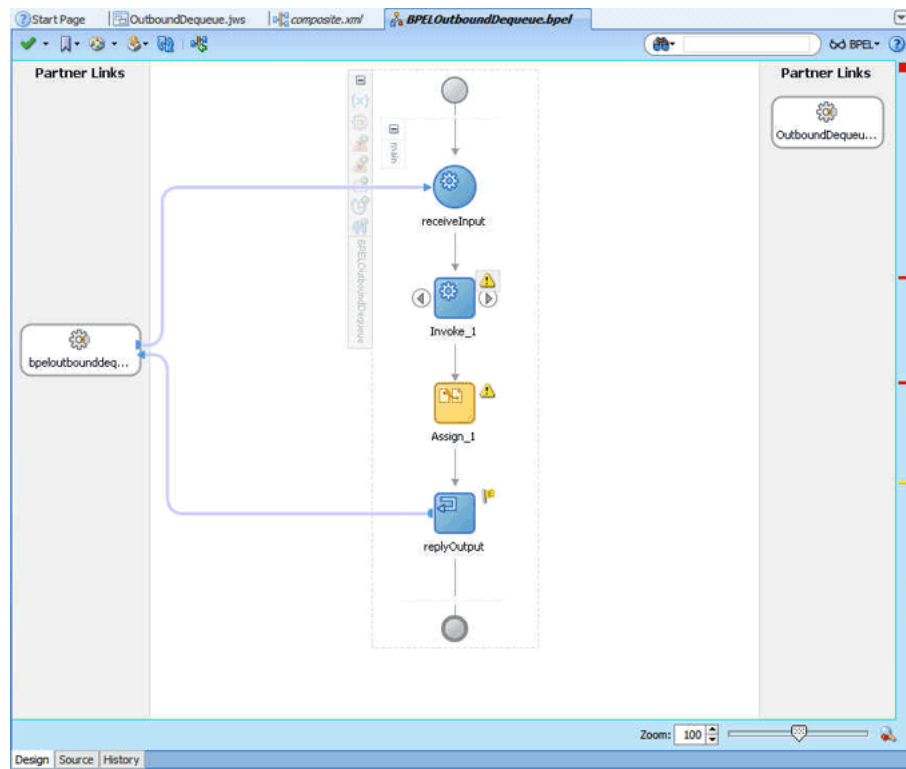 Start Page
OutboundDequeue.jws
composite.xml
BPELOutboundDequeue.bpel
BPEL
Partner Links
Partner Links
main
OutboundDequeu...
receiveInput
BPELOutboundDequeue
Invoke_1
bpeloutbounddeq...
Assign_1
replyOutput
Zoom: 100
Design Source History